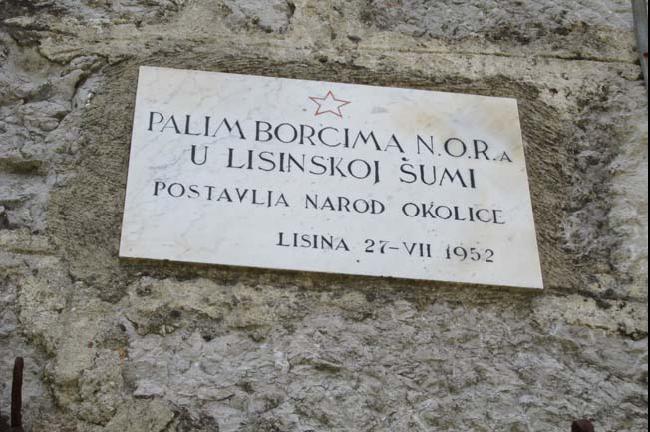 PALIM BORCIMA N.O.R.a
U LISINSKOJ ŠUMI
POSTAVLJA NAROD OKOLICE
LISINA 27-VII 1952